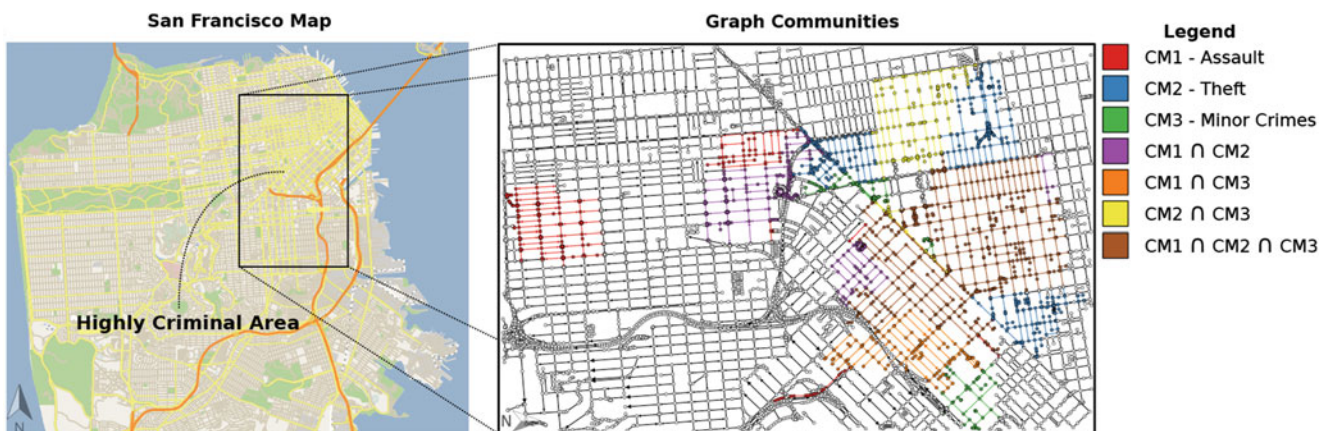 San Francisco Map
Highly Criminal Area
N
Graph Communities
N
Legend
CM1 - Assault
CM2 - Theft
CM3 - Minor Crimes
CM1 ∩ CM2
CM1 ∩ CM3
CM2 ∩ CM3
CM1 ∩ CM2 ∩ CM3